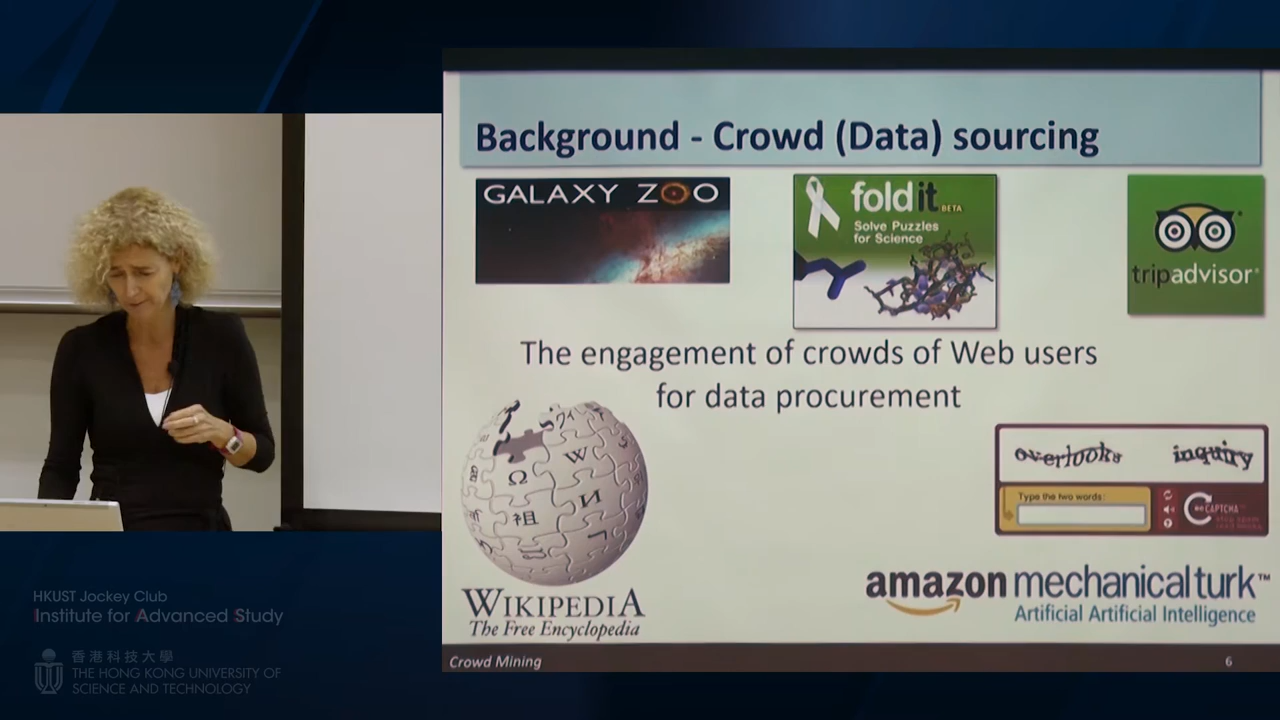 Background - Crowd (Data) sourcing
GALAXY ZOO
foldit BETA
Solve Puzzles
for Science
tripadvisor®
The engagement of crowds of Web users
for data procurement
overlooks inquiry
Type the two words:
CAPTCHA™
Ω W И 祖
WIKIPEDIA
The Free Encyclopedia
amazon mechanical turk™
Artificial Artificial Intelligence
Crowd Mining
6
HKUST Jockey Club
Institute for Advanced Study
香港科技大學
THE HONG KONG UNIVERSITY OF
SCIENCE AND TECHNOLOGY